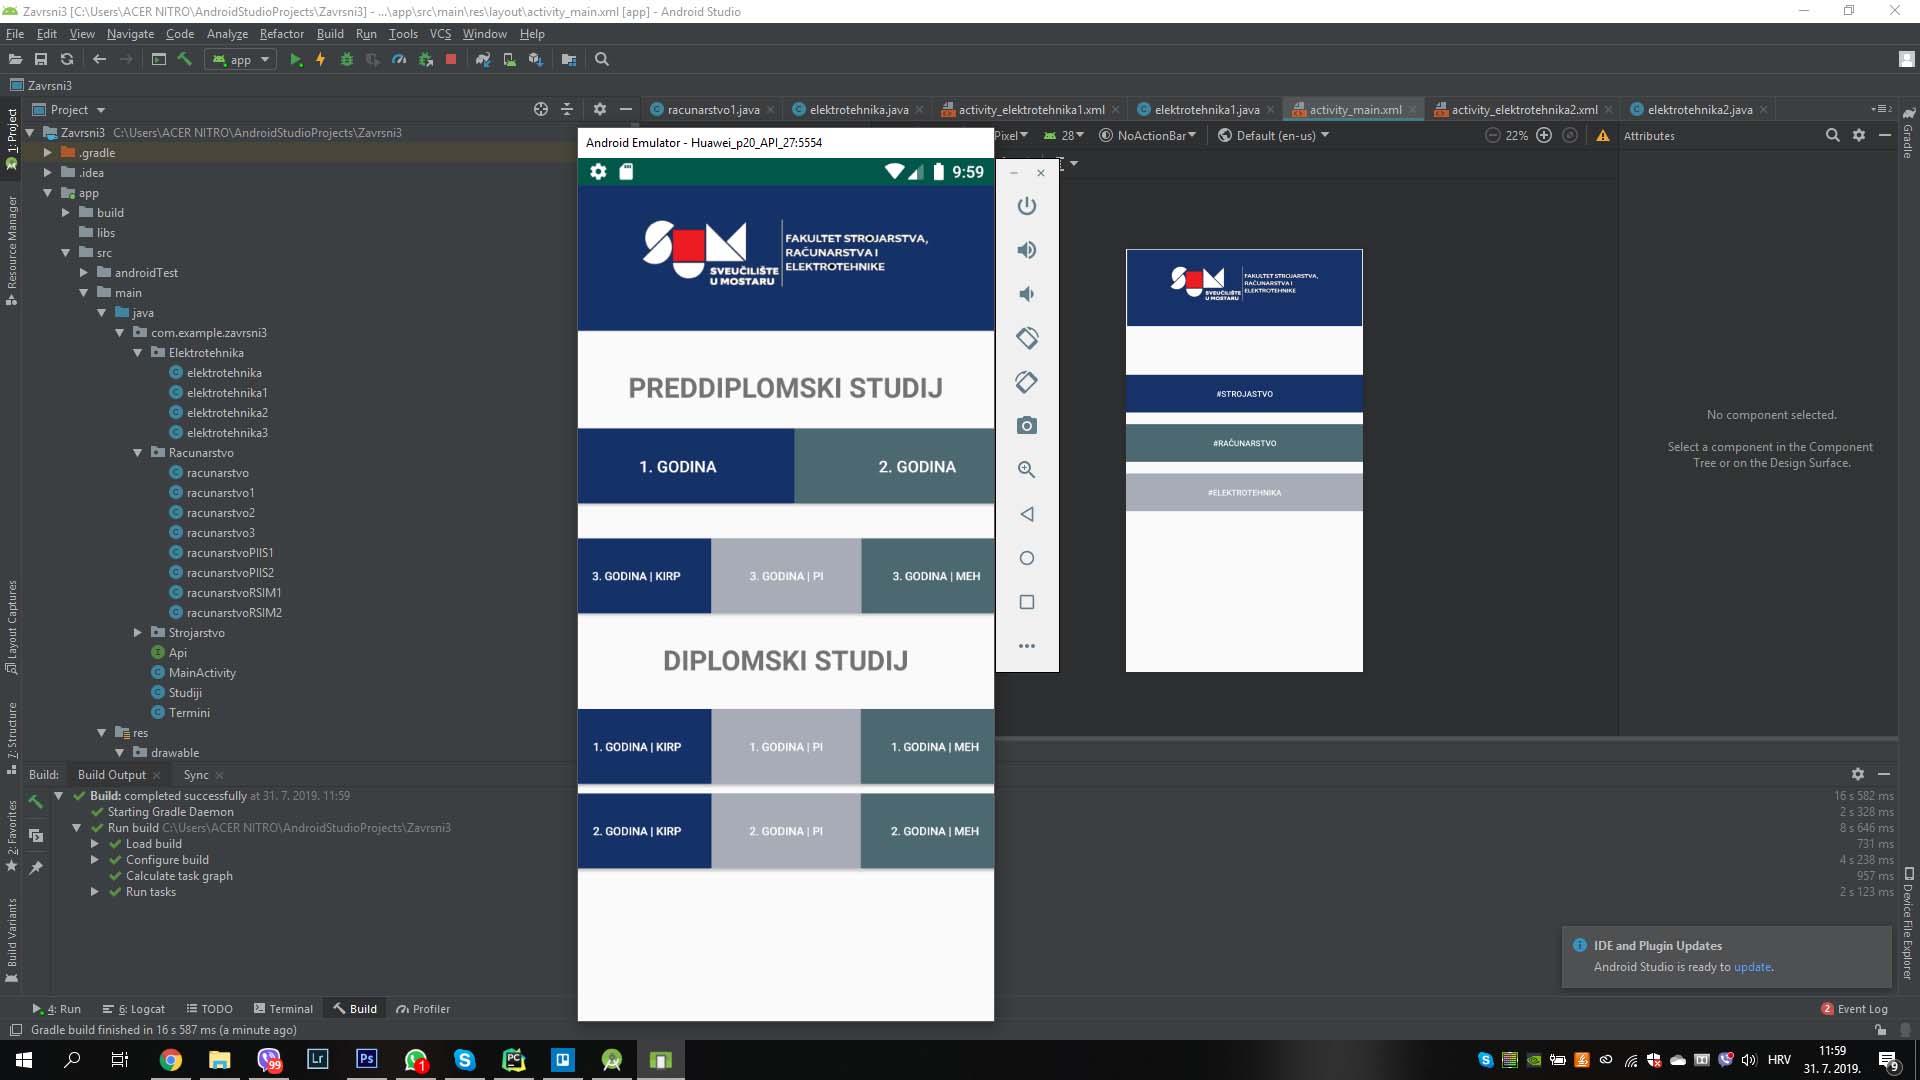 Zavrsni3 [C:\Users\ACER NITRO\AndroidStudioProjects\Zavrsni3] - ...\app\src\main\res\layout\activity_main.xml [app] - Android Studio
File Edit View Navigate Code Analyze Refactor Build Run Tools VCS Window Help
app
Zavrsni3
Project
racunarstvo1.java elektrotehnika.java activity_elektrotehnika1.xml elektrotehnika1.java activity_main.xml activity_elektrotehnika2.xml elektrotehnika2.java
Pixel 28 NoActionBar Default (en-us) 22% Attributes
1: Project
Resource Manager
Layout Captures
7: Structure
2: Favorites
Build Variants
Gradle
Device File Explorer
Zavrsni3 C:\Users\ACER NITRO\AndroidStudioProjects\Zavrsni3
.gradle
.idea
app
build
libs
src
androidTest
main
java
com.example.zavrsni3
Elektrotehnika
elektrotehnika
elektrotehnika1
elektrotehnika2
elektrotehnika3
Racunarstvo
racunarstvo
racunarstvo1
racunarstvo2
racunarstvo3
racunarstvoPIIS1
racunarstvoPIIS2
racunarstvoRSIM1
racunarstvoRSIM2
Strojarstvo
Api
MainActivity
Studiji
Termini
res
drawable
Android Emulator - Huawei_p20_API_27:5554
9:59
SVEUČILIŠTE
U MOSTARU
FAKULTET STROJARSTVA,
RAČUNARSTVA I
ELEKTROTEHNIKE
PREDDIPLOMSKI STUDIJ
1. GODINA 2. GODINA
3. GODINA | KIRP 3. GODINA | PI 3. GODINA | MEH
DIPLOMSKI STUDIJ
1. GODINA | KIRP 1. GODINA | PI 1. GODINA | MEH
2. GODINA | KIRP 2. GODINA | PI 2. GODINA | MEH
SVEUČILIŠTE
U MOSTARU
FAKULTET STROJARSTVA,
RAČUNARSTVA I
ELEKTROTEHNIKE
#STROJASTVO
#RAČUNARSTVO
#ELEKTROTEHNIKA
No component selected.
Select a component in the Component
Tree or on the Design Surface.
Build: Build Output Sync
Build: completed successfully at 31. 7. 2019. 11:59 16 s 582 ms
Starting Gradle Daemon 2 s 328 ms
Run build C:\Users\ACER NITRO\AndroidStudioProjects\Zavrsni3 8 s 646 ms
Load build 731 ms
Configure build 4 s 238 ms
Calculate task graph 957 ms
Run tasks 2 s 123 ms
IDE and Plugin Updates
Android Studio is ready to update.
4: Run 6: Logcat TODO Terminal Build Profiler 2 Event Log
Gradle build finished in 16 s 587 ms (a minute ago)
99 Lr Ps 1 PC
HRV
11:59
31. 7. 2019.
9